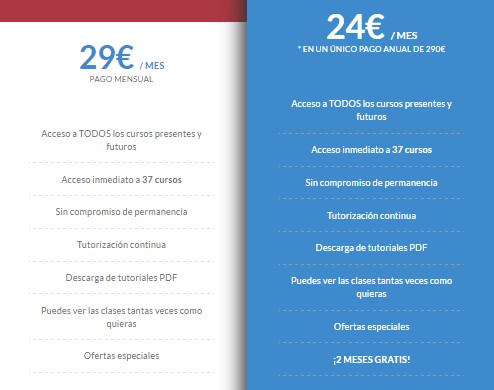 29€ / MES
PAGO MENSUAL
Acceso a TODOS los cursos presentes y
futuros
Acceso inmediato a 37 cursos
Sin compromiso de permanencia
Tutorización continua
Descarga de tutoriales PDF
Puedes ver las clases tantas veces como
quieras
Ofertas especiales
24€ / MES
* EN UN ÚNICO PAGO ANUAL DE 290€
Acceso a TODOS los cursos presentes y
futuros
Acceso inmediato a 37 cursos
Sin compromiso de permanencia
Tutorización continua
Descarga de tutoriales PDF
Puedes ver las clases tantas veces como
quieras
Ofertas especiales
¡2 MESES GRATIS!